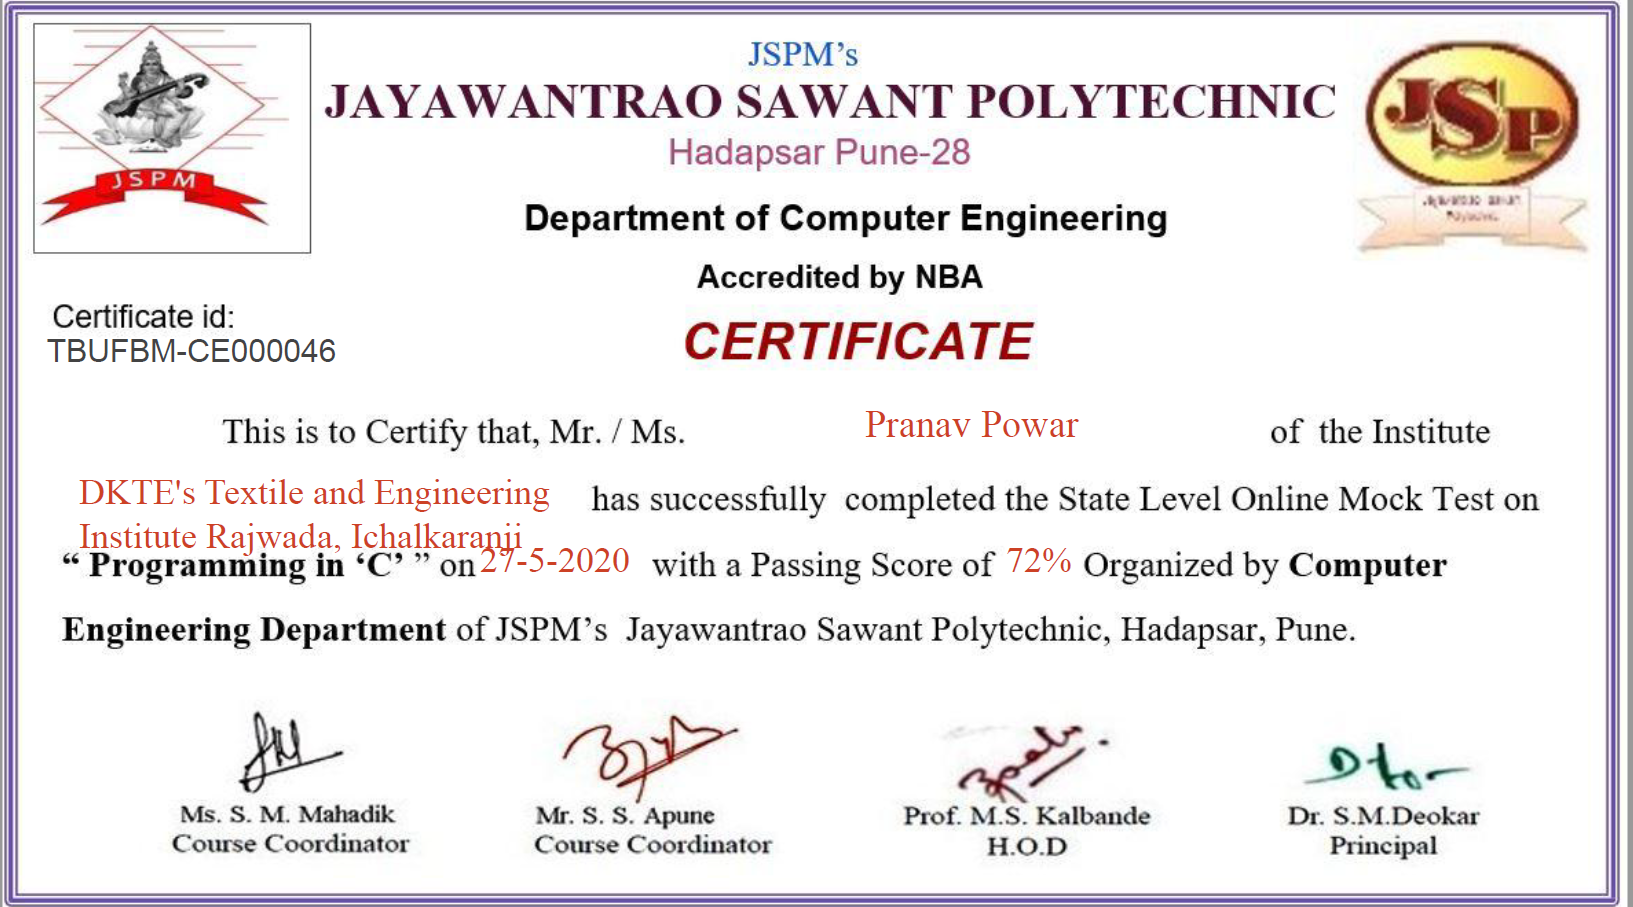 JSPM's
JAYAWANTRAO SAWANT POLYTECHNIC
Hadapsar Pune-28
JSPM
JSP
Jayawantrao Sawant
Polytechnic
Department of Computer Engineering
Accredited by NBA
Certificate id:
TBUFBM-CE000046
CERTIFICATE
This is to Certify that, Mr. / Ms. Pranav Powar of the Institute
DKTE's Textile and Engineering has successfully completed the State Level Online Mock Test on
Institute Rajwada, Ichalkaranji
“ Programming in ‘C’ ” on 27-5-2020 with a Passing Score of 72% Organized by Computer
Engineering Department of JSPM’s Jayawantrao Sawant Polytechnic, Hadapsar, Pune.
Ms. S. M. Mahadik
Course Coordinator
Mr. S. S. Apune
Course Coordinator
Prof. M.S. Kalbande
H.O.D
Dr. S.M.Deokar
Principal